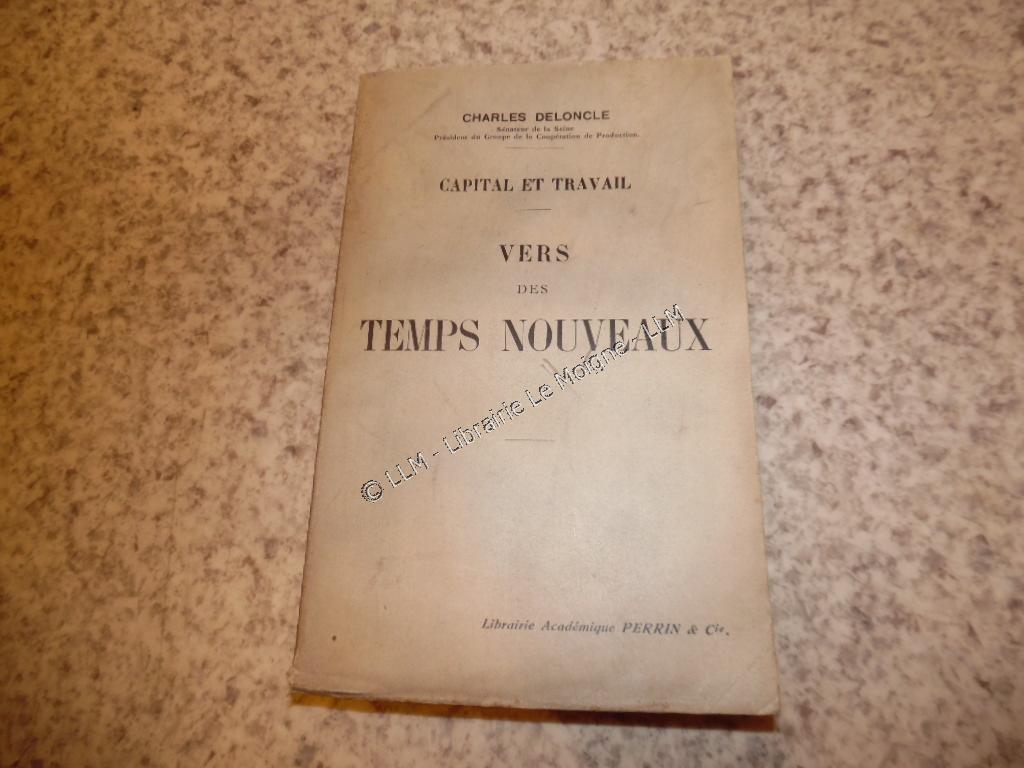 CHARLES DELONCLE
Sénateur de la Seine
Président du Groupe de la Coopération de Production.
CAPITAL ET TRAVAIL
VERS
DES
TEMPS NOUVEAUX
© LLM - Librairie Le Moigne - LLM
Librairie Académique PERRIN & Cie.